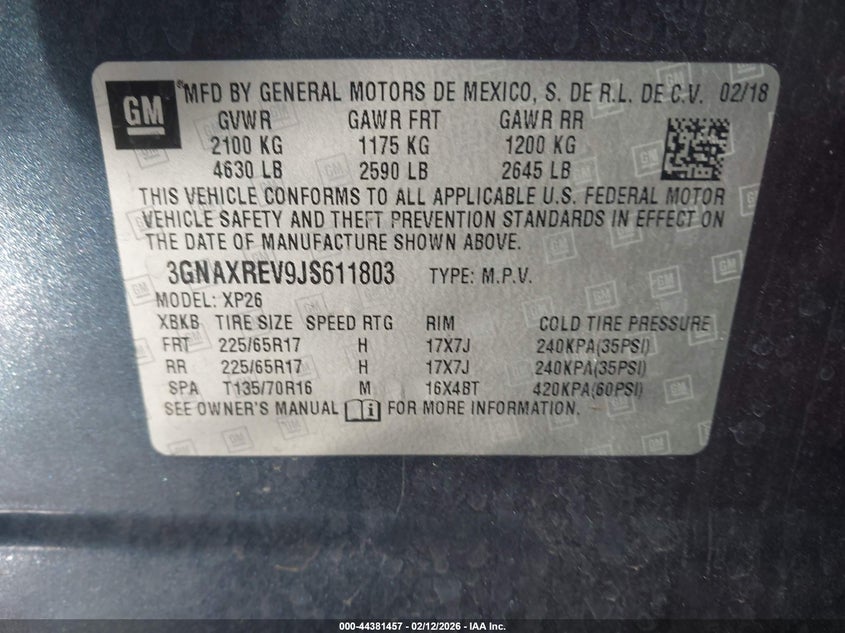 GM
®MFD BY GENERAL MOTORS DE MEXICO, S. DE R.L. DE C.V. 02/18
GVWR GAWR FRT GAWR RR
2100 KG 1175 KG 1200 KG
4630 LB 2590 LB 2645 LB
THIS VEHICLE CONFORMS TO ALL APPLICABLE U.S. FEDERAL MOTOR
VEHICLE SAFETY AND THEFT PREVENTION STANDARDS IN EFFECT ON
THE DATE OF MANUFACTURE SHOWN ABOVE.
3GNAXREV9JS611803 TYPE: M.P.V.
MODEL: XP26
XBKB TIRE SIZE SPEED RTG RIM COLD TIRE PRESSURE
FRT 225/65R17 H 17X7J 240KPA(35PSI)
RR 225/65R17 H 17X7J 240KPA(35PSI)
SPA T135/70R16 M 16X4BT 420KPA(60PSI)
SEE OWNER'S MANUAL FOR MORE INFORMATION.
000-44381457 - 02/12/2026 - IAA Inc.